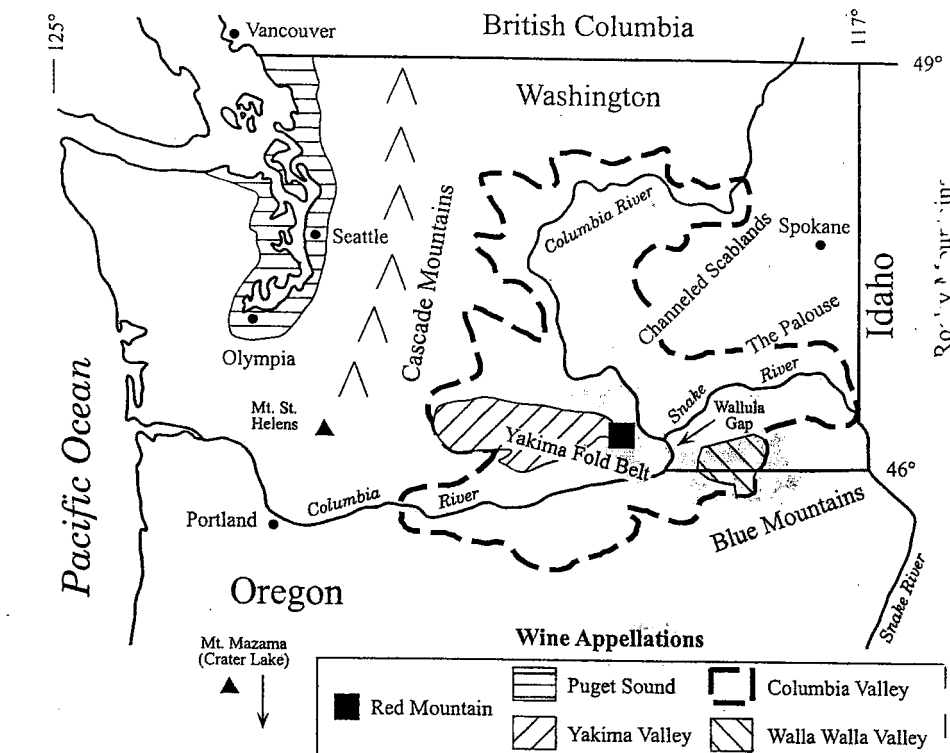 125°
Vancouver
British Columbia
117°
49°
Washington
Columbia River
Seattle
Cascade Mountains
Spokane
Channeled Scablands
Idaho
The Palouse
Olympia
Mt. St.
Helens
Snake
River
Wallula
Gap
Yakima Fold Belt
Pacific Ocean
46°
Columbia
River
Portland
Blue Mountains
Oregon
Snake River
Mt. Mazama
(Crater Lake)
Wine Appellations
Red Mountain
Puget Sound
Columbia Valley
Yakima Valley
Walla Walla Valley